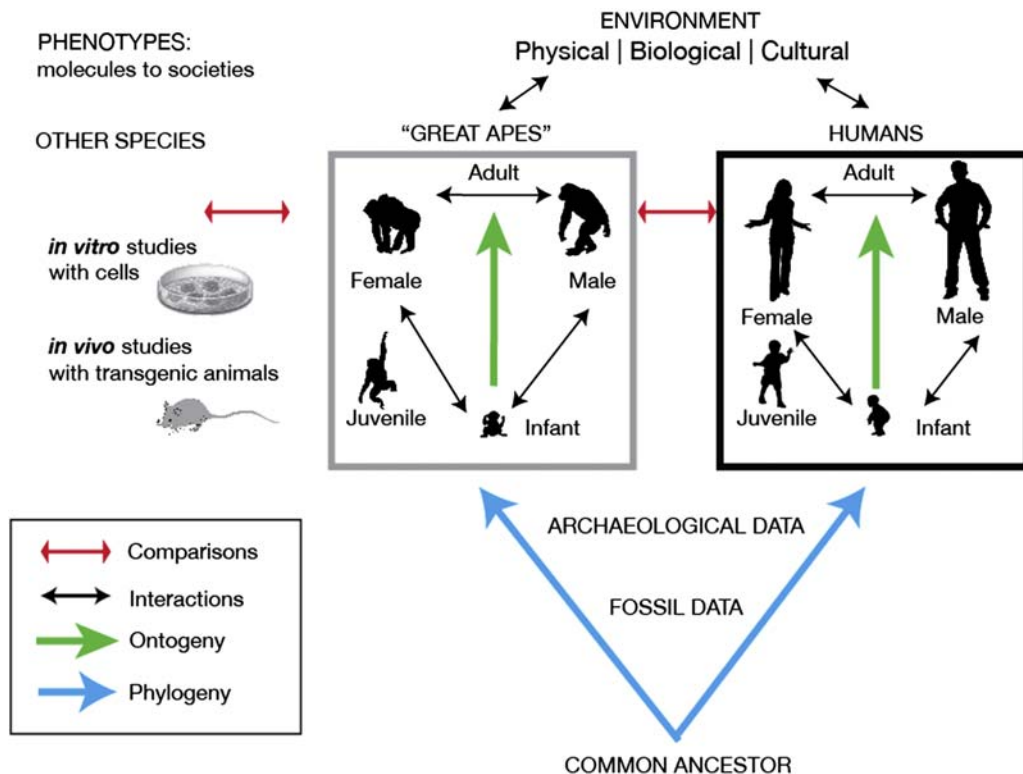 PHENOTYPES:
molecules to societies
ENVIRONMENT
Physical | Biological | Cultural
OTHER SPECIES
"GREAT APES"
HUMANS
in vitro studies
with cells
in vivo studies
with transgenic animals
Adult
Female
Male
Juvenile
Infant
Adult
Female
Male
Juvenile
Infant
Comparisons
Interactions
Ontogeny
Phylogeny
ARCHAEOLOGICAL DATA
FOSSIL DATA
COMMON ANCESTOR